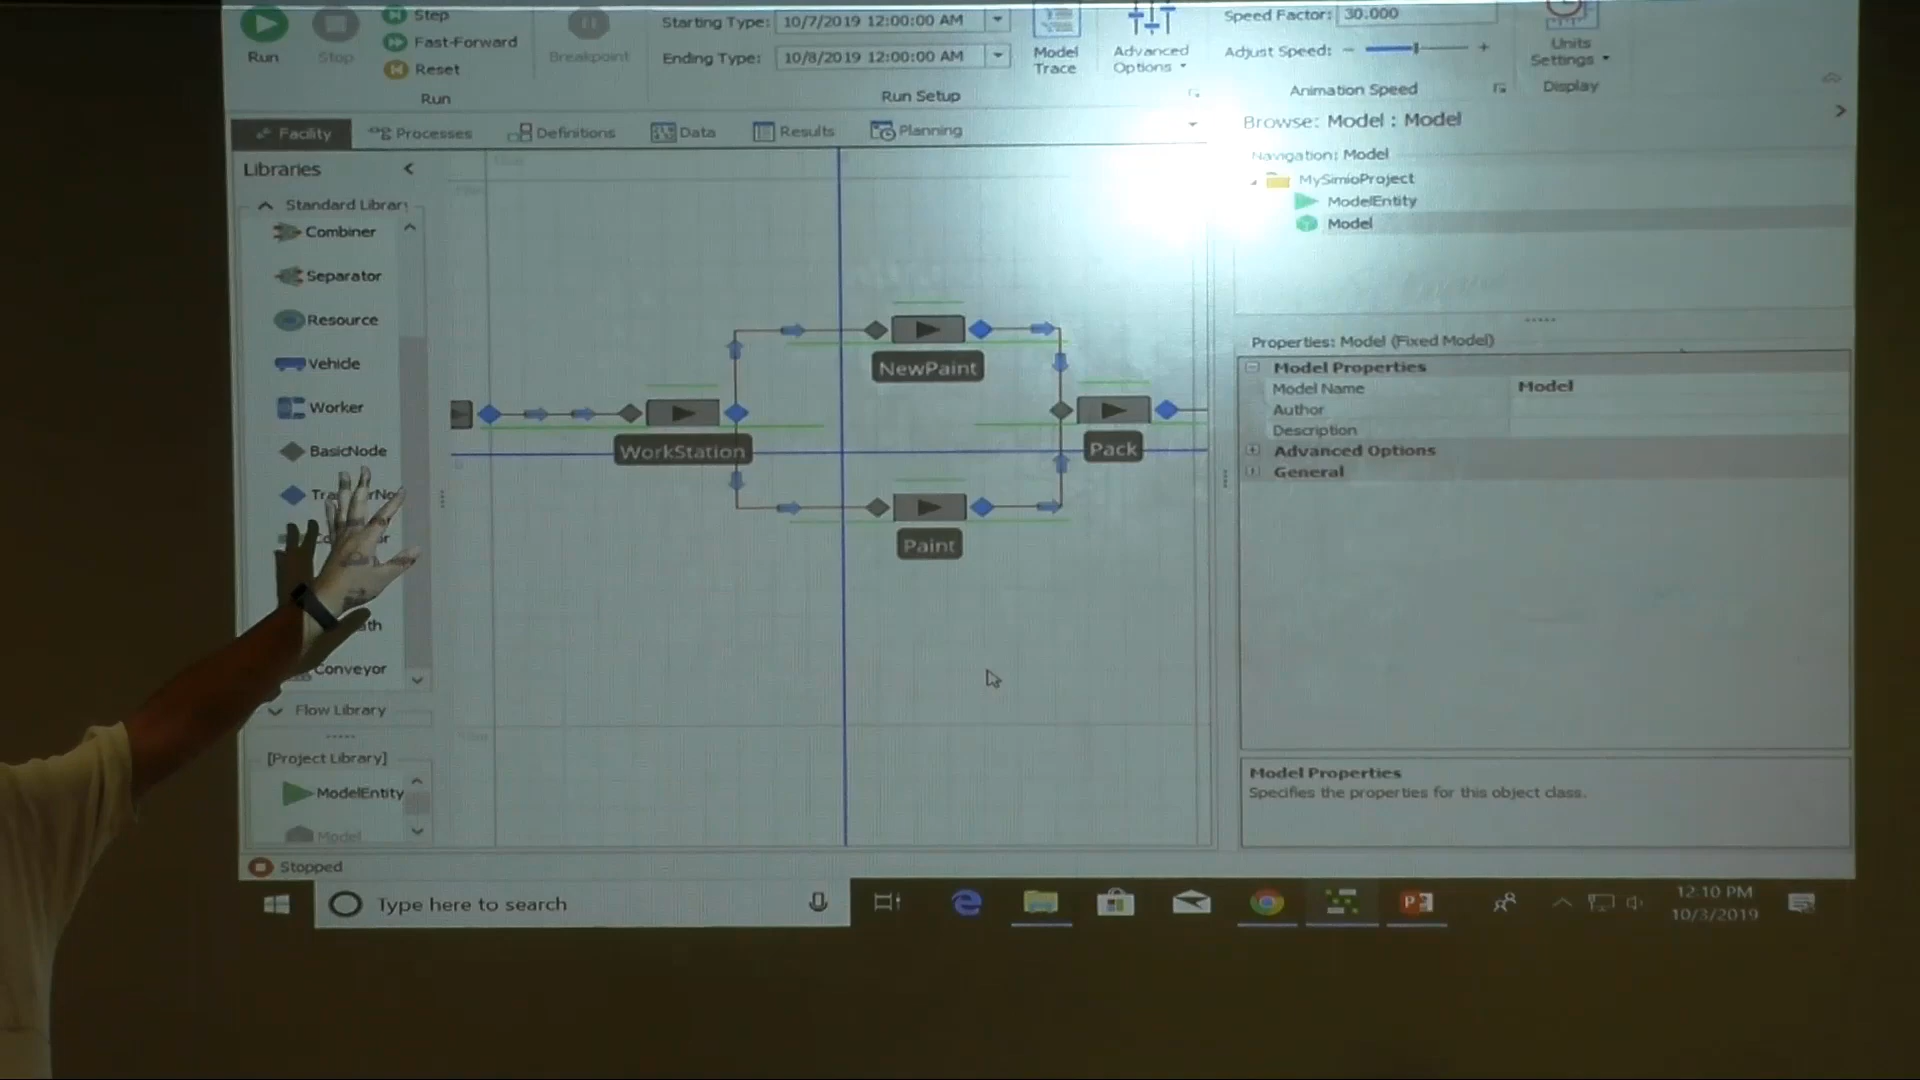 Run
Stop
Step
Fast-Forward
Reset
Run
Breakpoint
Starting Type: 10/7/2019 12:00:00 AM
Ending Type: 10/8/2019 12:00:00 AM
Run Setup
Model Trace
Advanced Options
Speed Factor: 30.000
Adjust Speed: − +
Animation Speed
Units Settings
Display
Facility
Processes
Definitions
Data
Results
Planning
Browse: Model : Model
Navigation: Model
MySimioProject
ModelEntity
Model
Libraries
Standard Librar
Combiner
Separator
Resource
Vehicle
Worker
BasicNode
Conveyor
Flow Library
[Project Library]
ModelEntity
Model
WorkStation
NewPaint
Paint
Pack
Properties: Model (Fixed Model)
Model Properties
Model Name Model
Author
Description
Advanced Options
General
Model Properties
Specifies the properties for this object class.
Stopped
Type here to search
12:10 PM
10/3/2019